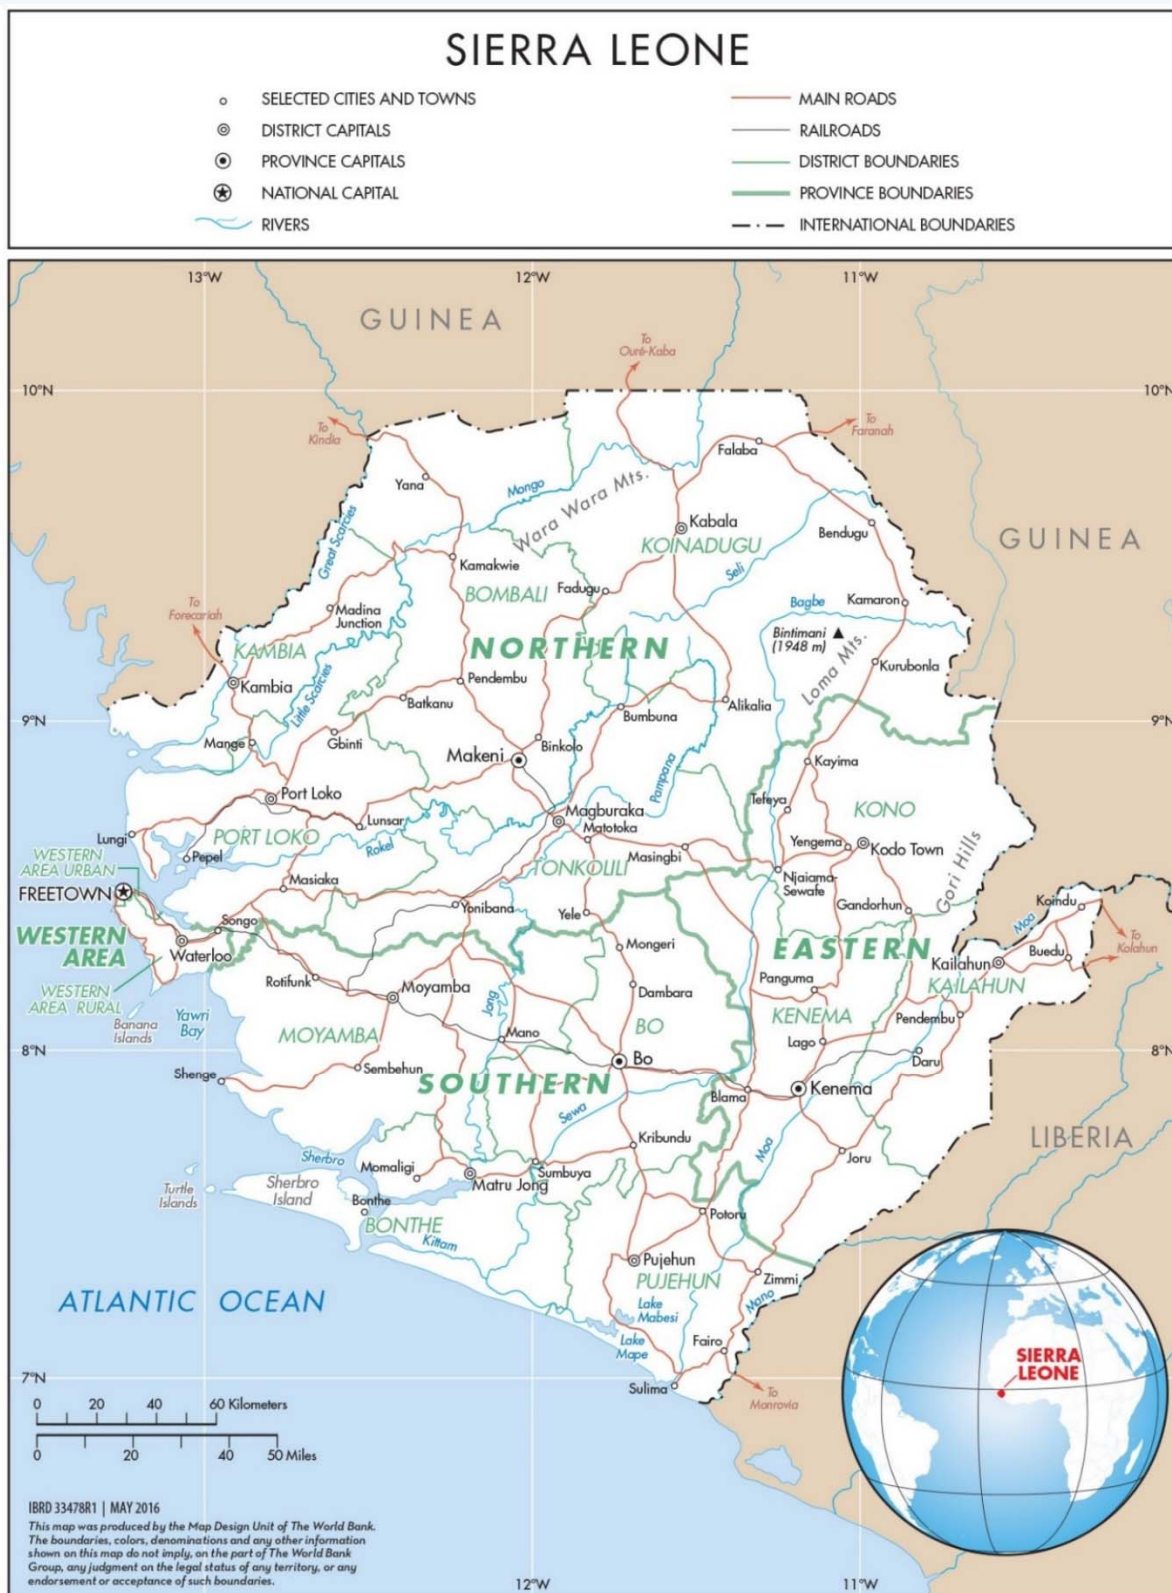 SIERRA LEONE
SELECTED CITIES AND TOWNS
DISTRICT CAPITALS
PROVINCE CAPITALS
NATIONAL CAPITAL
RIVERS
MAIN ROADS
RAILROADS
DISTRICT BOUNDARIES
PROVINCE BOUNDARIES
INTERNATIONAL BOUNDARIES
13°W
12°W
11°W
GUINEA
To
Ouré-Kaba
10°N
10°N
To
Kindia
To
Faranah
Falaba
Yana
Mongo
Wara Wara Mts.
Kabala
KOINADUGU
Bendugu
GUINEA
Great Scarcies
Kamakwie
BOMBALI
Fadugu
Seli
Bagbe
Kamaron
To
Forecariah
Madina
Junction
Bintimani
(1948 m)
Loma Mts.
KAMBIA
NORTHERN
Kurubonla
Kambia
Little Scarcies
Pendembu
Batkanu
Bumbuna
Alikalia
9°N
9°N
Mange
Gbinti
Binkolo
Makeni
Kayima
Pampana
Port Loko
Tefeya
KONO
Magburaka
Lunsar
Matotoka
Lungi
PORT LOKO
Rokel
Yengema
Kodo Town
Gori Hills
Pepel
TONKOLILI
Masingbi
WESTERN
AREA URBAN
Masiaka
Njaiama-
Sewafe
FREETOWN
Yonibana
Yele
Gandorhun
Koindu
Songo
Moa
WESTERN
AREA
Waterloo
Mongeri
EASTERN
To
Kolahun
Kailahun
Buedu
Rotifunk
Moyamba
Dambara
Panguma
KAILAHUN
WESTERN
AREA RURAL
Jong
Banana
Islands
Yawri
Bay
MOYAMBA
Mano
BO
KENEMA
Pendembu
Lago
8°N
8°N
Bo
Daru
Shenge
Sembehun
SOUTHERN
Blama
Kenema
Sewa
LIBERIA
Kribundu
Moa
Joru
Sherbro
Momaligi
Sumbuya
Matru Jong
Turtle
Islands
Sherbro
Island
Bonthe
BONTHE
Kittam
Potoru
Pujehun
PUJEHUN
Zimmi
ATLANTIC OCEAN
Lake
Mabesi
Mano
Lake
Mape
Fairo
SIERRA
LEONE
7°N
Sulima
To
Monrovia
0 20 40 60 Kilometers
0 20 40 50 Miles
IBRD 33478R1 | MAY 2016
This map was produced by the Map Design Unit of The World Bank.
The boundaries, colors, denominations and any other information
shown on this map do not imply, on the part of The World Bank
Group, any judgment on the legal status of any territory, or any
endorsement or acceptance of such boundaries.
12°W
11°W